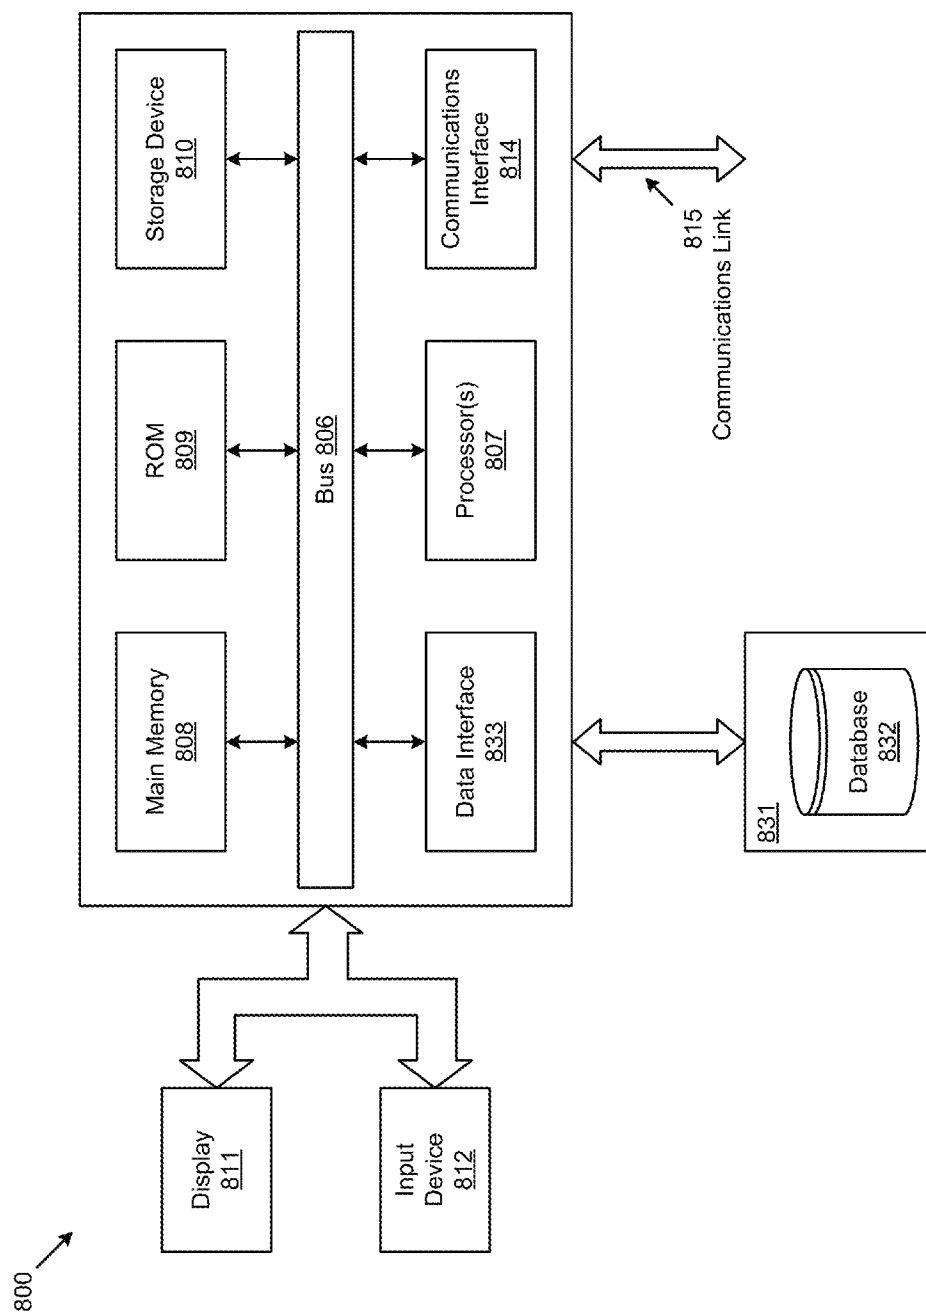 800
Display
811
Input
Device
812
Main Memory
808
ROM
809
Storage Device
810
Bus 806
Data Interface
833
Processor(s)
807
Communications
Interface
814
815
Communications Link
831
Database
832